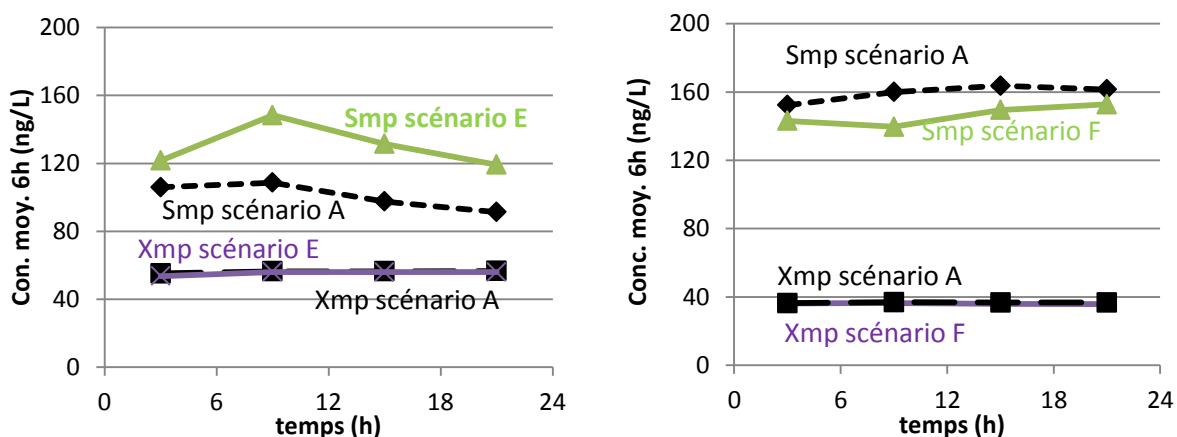 Con. moy. 6h (ng/L)
200
160
120
80
40
0
Smp scénario E
Smp scénario A
Xmp scénario E
Xmp scénario A
0 6 12 18 24
temps (h)
Conc. moy. 6h (ng/L)
200
160
120
80
40
0
Smp scénario A
Smp scénario F
Xmp scénario A
Xmp scénario F
0 6 12 18 24
temps (h)